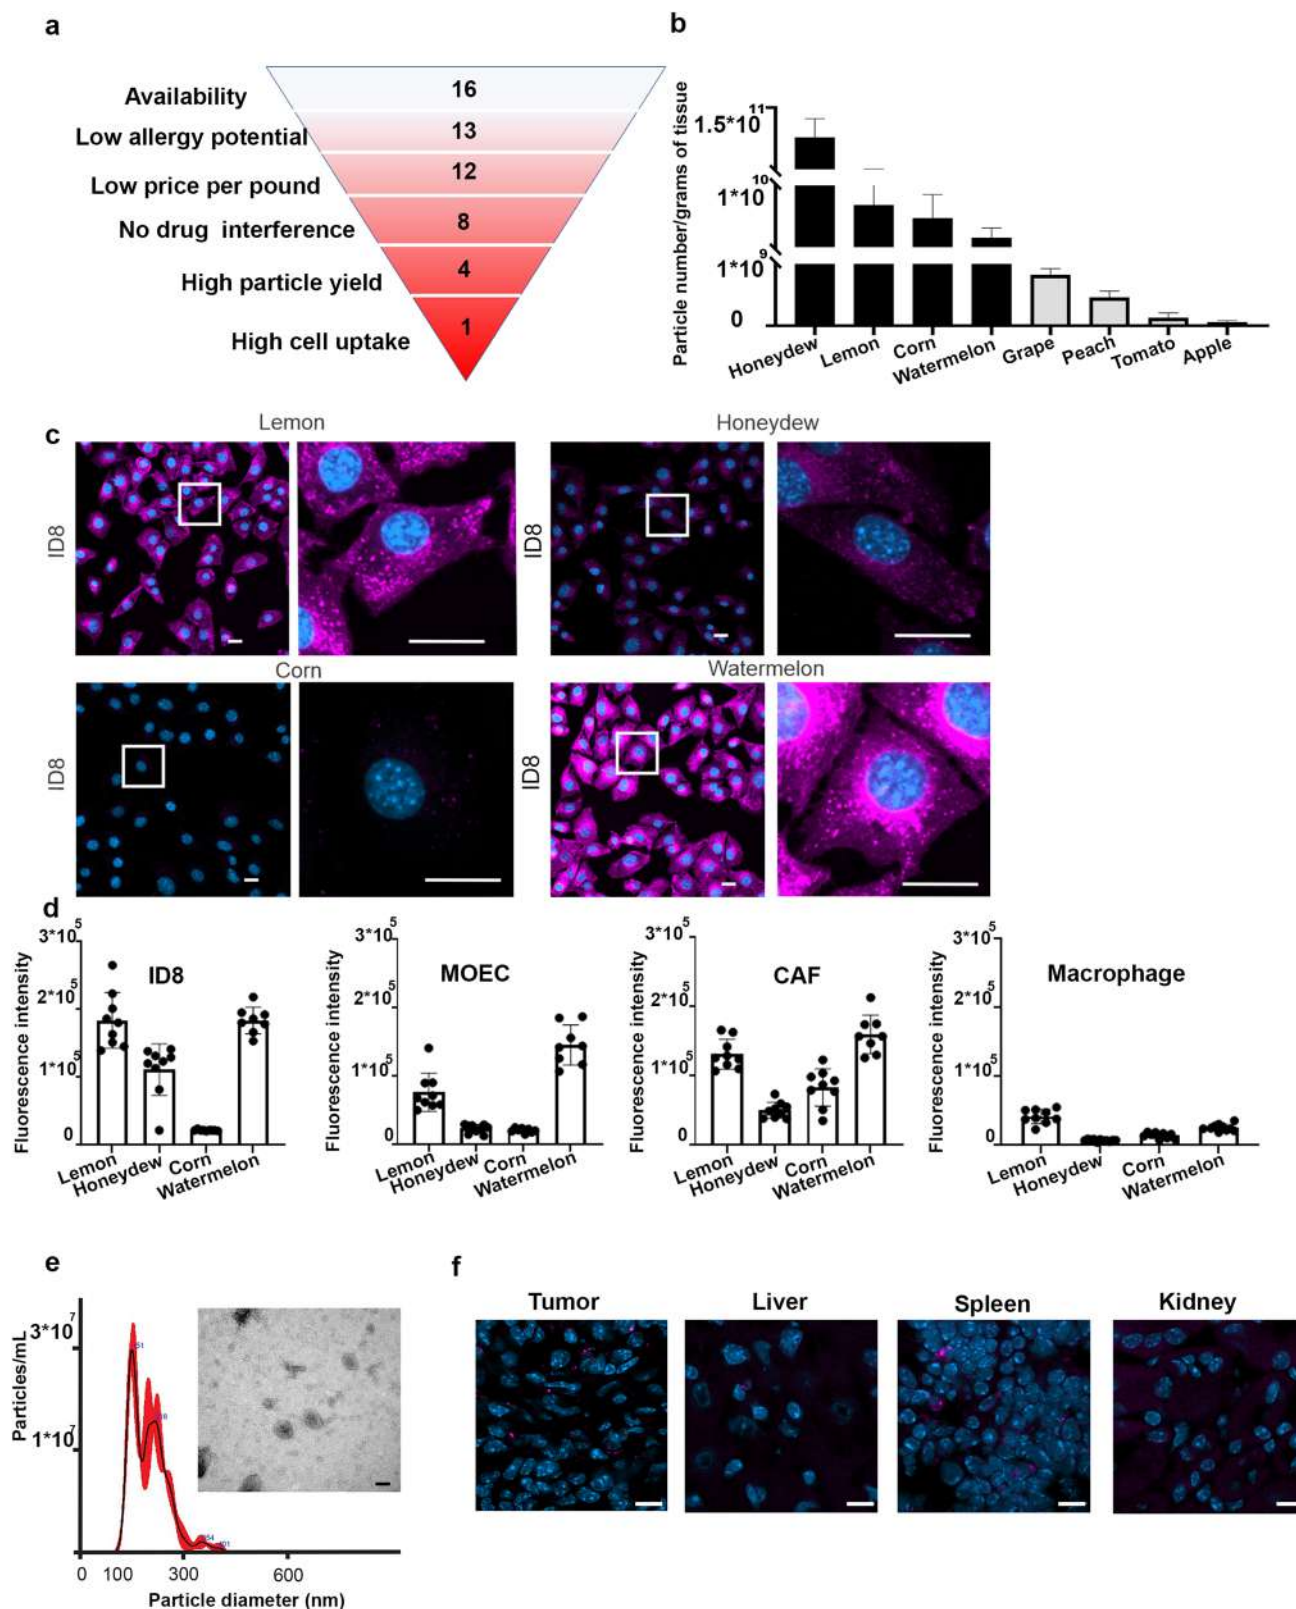 a
Availability 16
Low allergy potential 13
Low price per pound 12
No drug interference 8
High particle yield 4
High cell uptake 1
b
Particle number/grams of tissue
1.5*10 11
1*10 10
1*10 9
0
Honeydew Lemon Corn Watermelon Grape Peach Tomato Apple
c
Lemon
Honeydew
ID8
ID8
Corn
Watermelon
ID8
ID8
d
Fluorescence intensity
3*10 5
2*10 5
1*10 5
0
ID8
Lemon Honeydew Corn Watermelon
Fluorescence intensity
3*10 5
2*10 5
1*10 5
0
MOEC
Lemon Honeydew Corn Watermelon
Fluorescence intensity
3*10 5
2*10 5
1*10 5
0
CAF
Lemon Honeydew Corn Watermelon
Fluorescence intensity
3*10 5
2*10 5
1*10 5
0
Macrophage
Lemon Honeydew Corn Watermelon
e
Particles/mL
3*10 7
1*10 7
0 100 300 600
Particle diameter (nm)
f
Tumor Liver Spleen Kidney